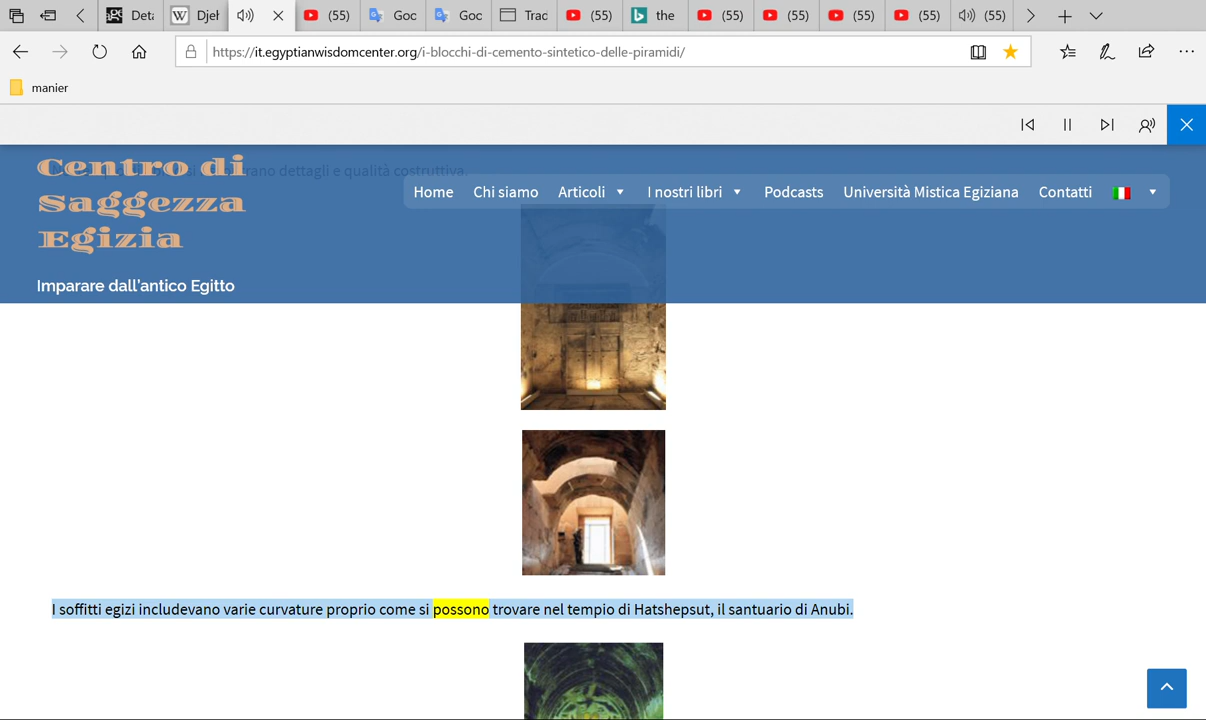 Deta
Djeh
(55)
Goc
Goc
Trad
(55)
the
(55)
(55)
(55)
(55)
(55)
https://it.egyptianwisdomcenter.org/i-blocchi-di-cemento-sintetico-delle-piramidi/
manier
rano dettagli e qualità costruttiva.
Centro di
Saggezza
Egizia
Imparare dall'antico Egitto
Home Chi siamo Articoli I nostri libri Podcasts Università Mistica Egiziana Contatti
I soffitti egizi includevano varie curvature proprio come si possono trovare nel tempio di Hatshepsut, il santuario di Anubi.